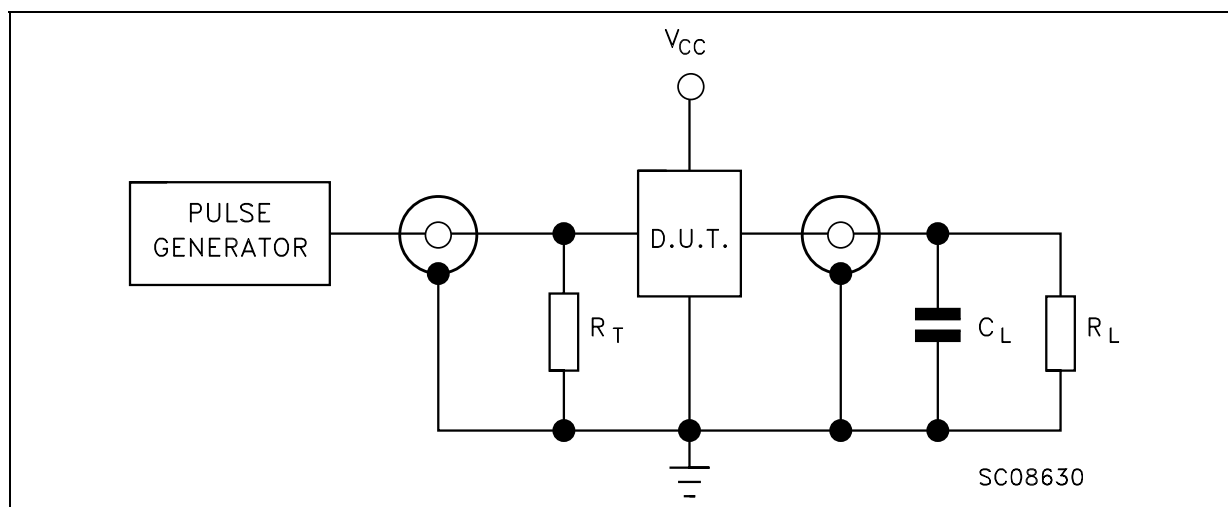 VCC
PULSE
GENERATOR
D.U.T.
RT
CL
RL
SC08630